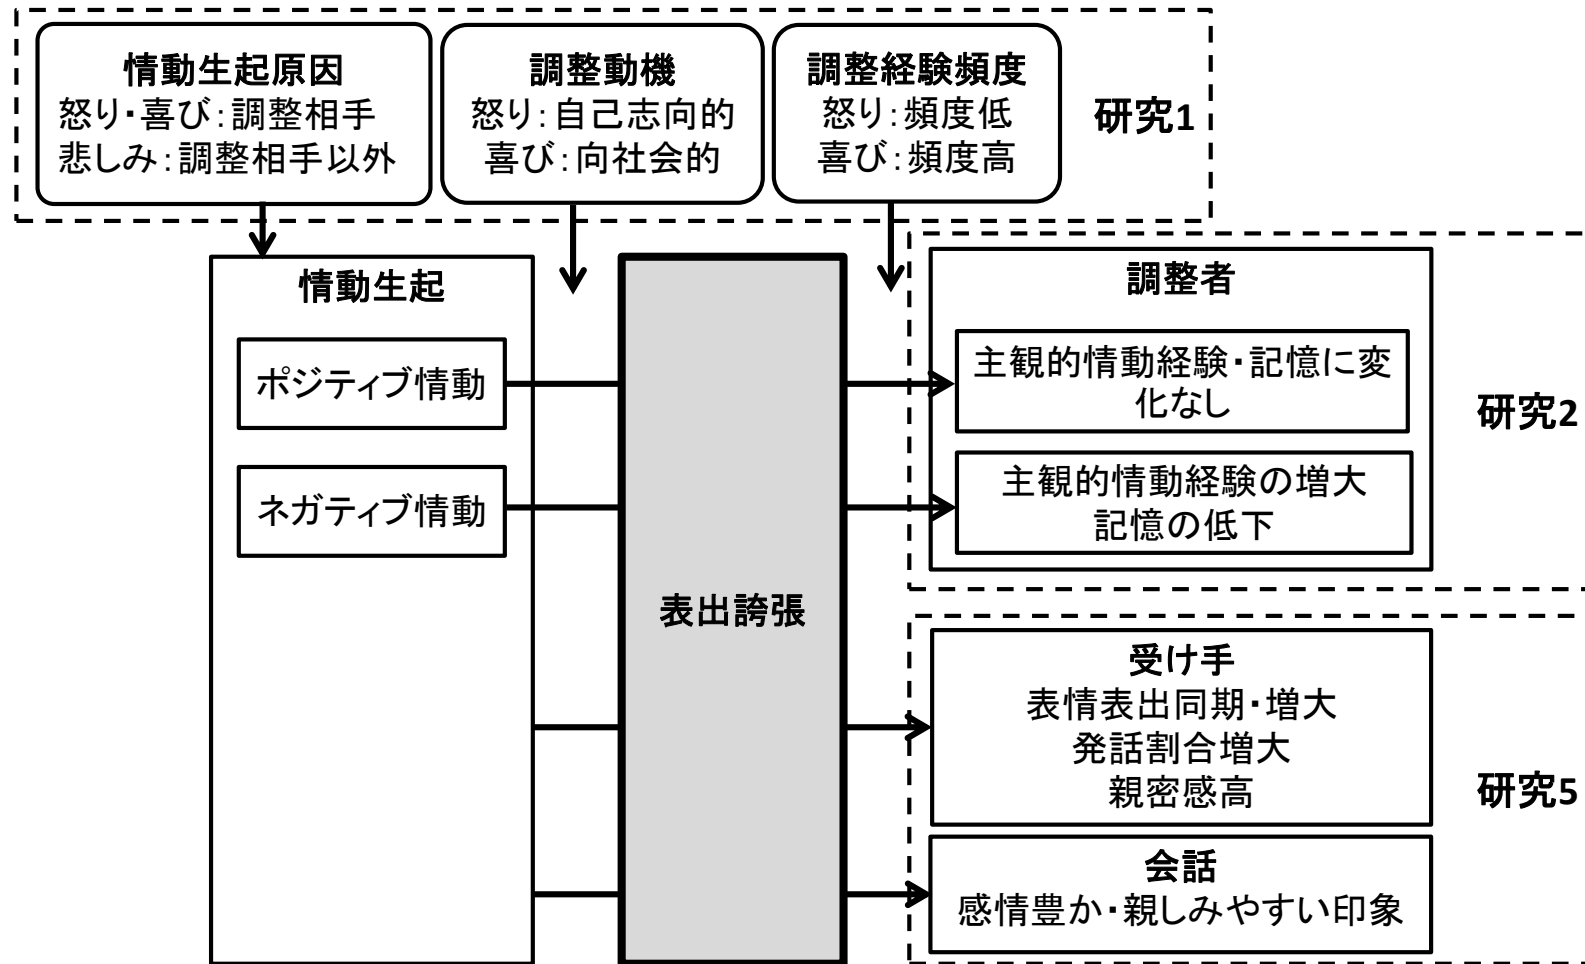 情動生起原因
怒り・喜び：調整相手
悲しみ：調整相手以外
調整動機
怒り：自己志向的
喜び：向社会的
調整経験頻度
怒り：頻度低
喜び：頻度高
研究1
情動生起
ポジティブ情動
ネガティブ情動
表出誇張
調整者
主観的情動経験・記憶に変
化なし
主観的情動経験の増大
記憶の低下
研究2
受け手
表情表出同期・増大
発話割合増大
親密感高
会話
感情豊か・親しみやすい印象
研究5